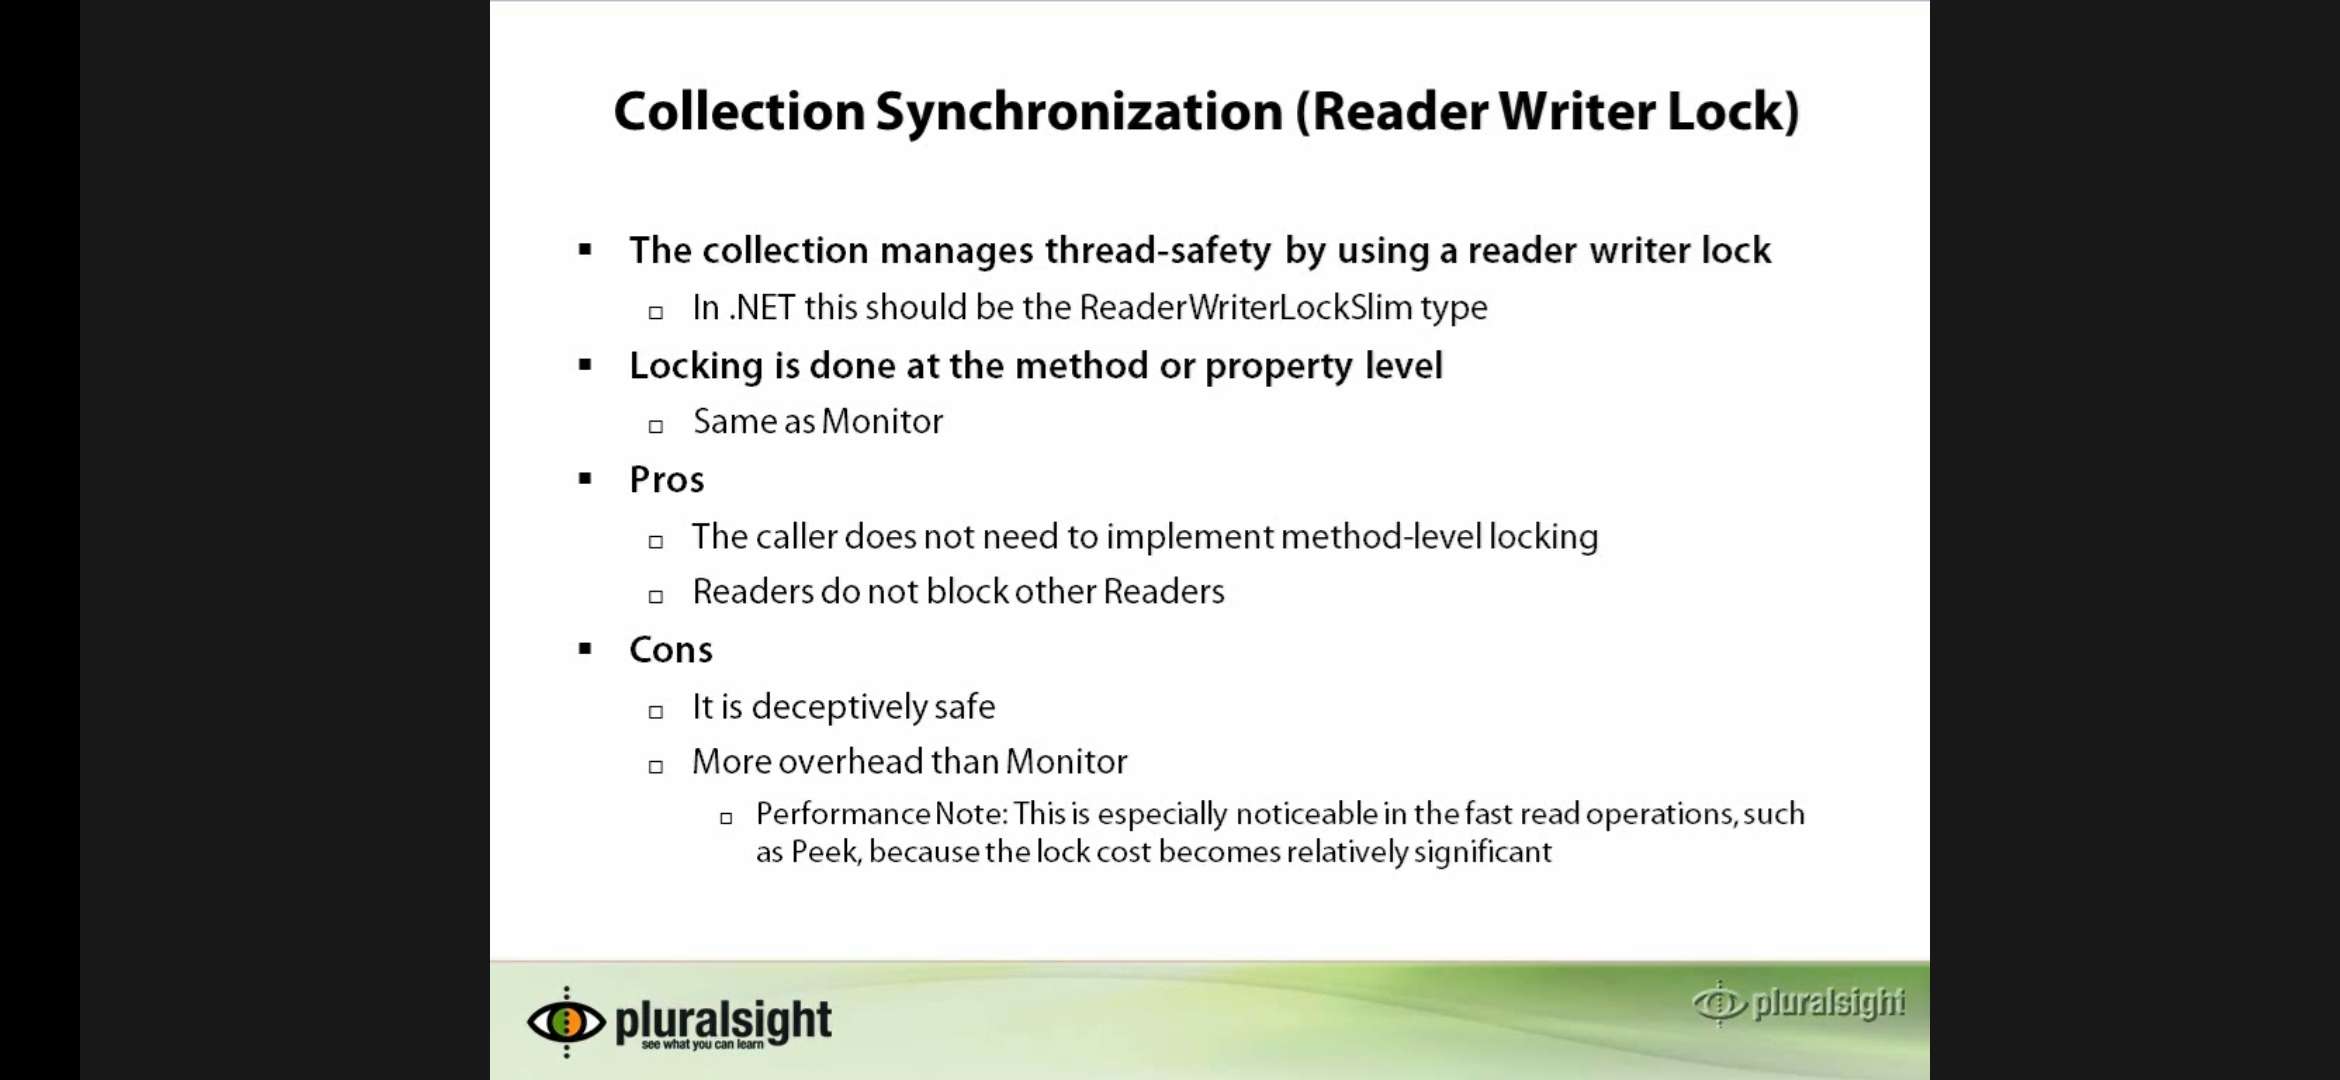 Collection Synchronization (Reader Writer Lock)
The collection manages thread-safety by using a reader writer lock
In .NET this should be the ReaderWriterLockSlim type
Locking is done at the method or property level
Same as Monitor
Pros
The caller does not need to implement method-level locking
Readers do not block other Readers
Cons
It is deceptively safe
More overhead than Monitor
Performance Note: This is especially noticeable in the fast read operations, such
as Peek, because the lock cost becomes relatively significant
pluralsight
see what you can learn
pluralsight